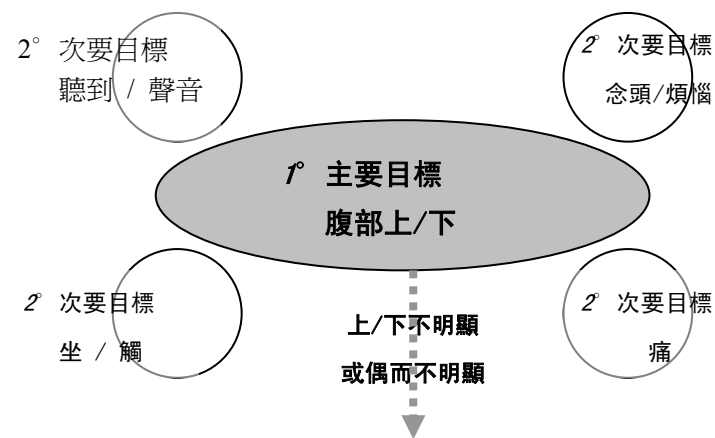 2° 次要目標
聽到 / 聲音
2° 次要目標
念頭/煩惱
1° 主要目標
腹部上/下
2° 次要目標
坐 / 觸
上/下不明顯
或偶而不明顯
2° 次要目標
痛